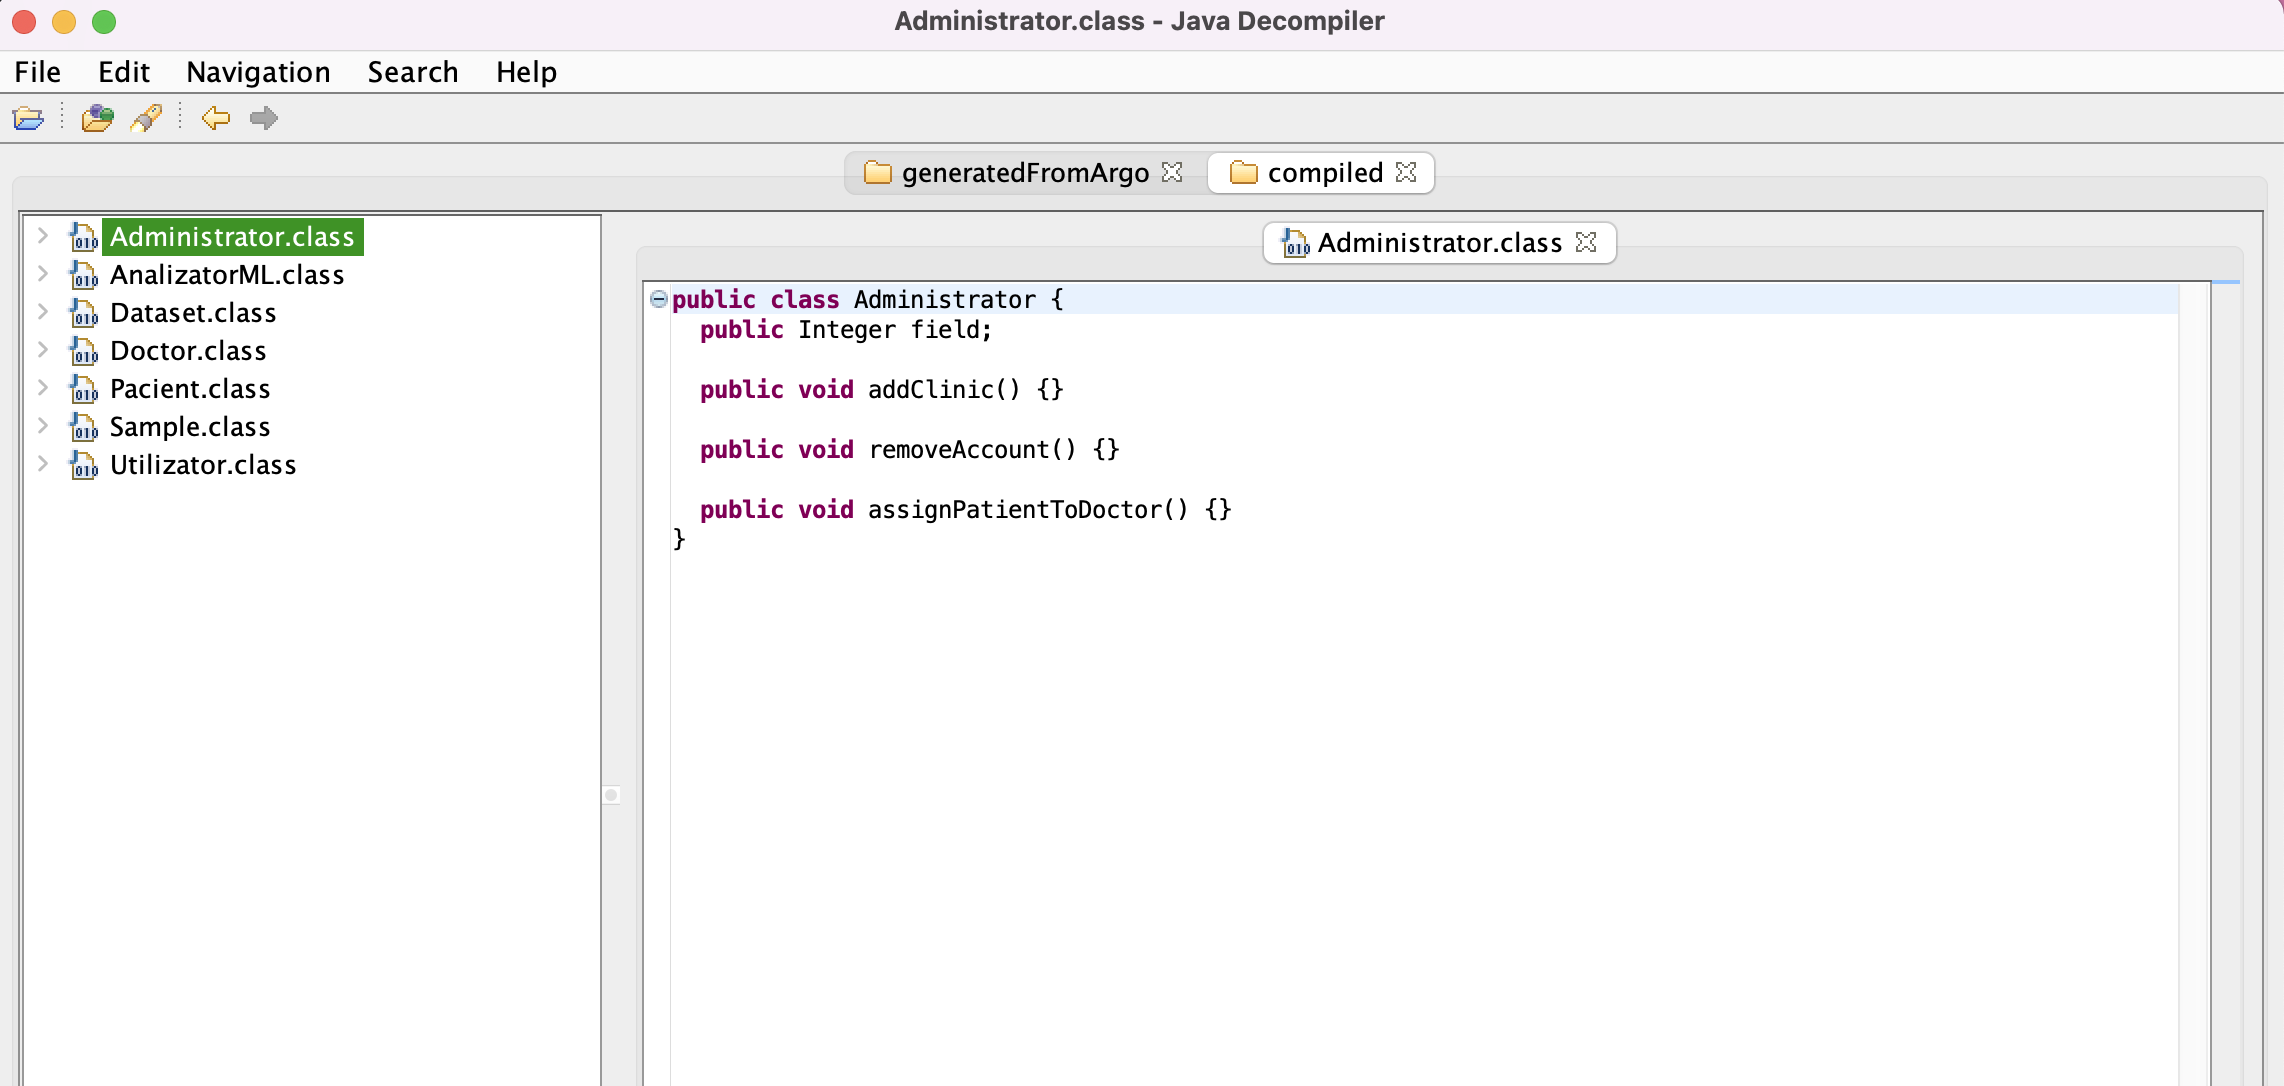 Administrator.class - Java Decompiler
File Edit Navigation Search Help
generatedFromArgo compiled
Administrator.class
AnalizatorML.class
Dataset.class
Doctor.class
Pacient.class
Sample.class
Utilizator.class
Administrator.class
public class Administrator {
  public Integer field;
  public void addClinic() {}
  public void removeAccount() {}
  public void assignPatientToDoctor() {}
}